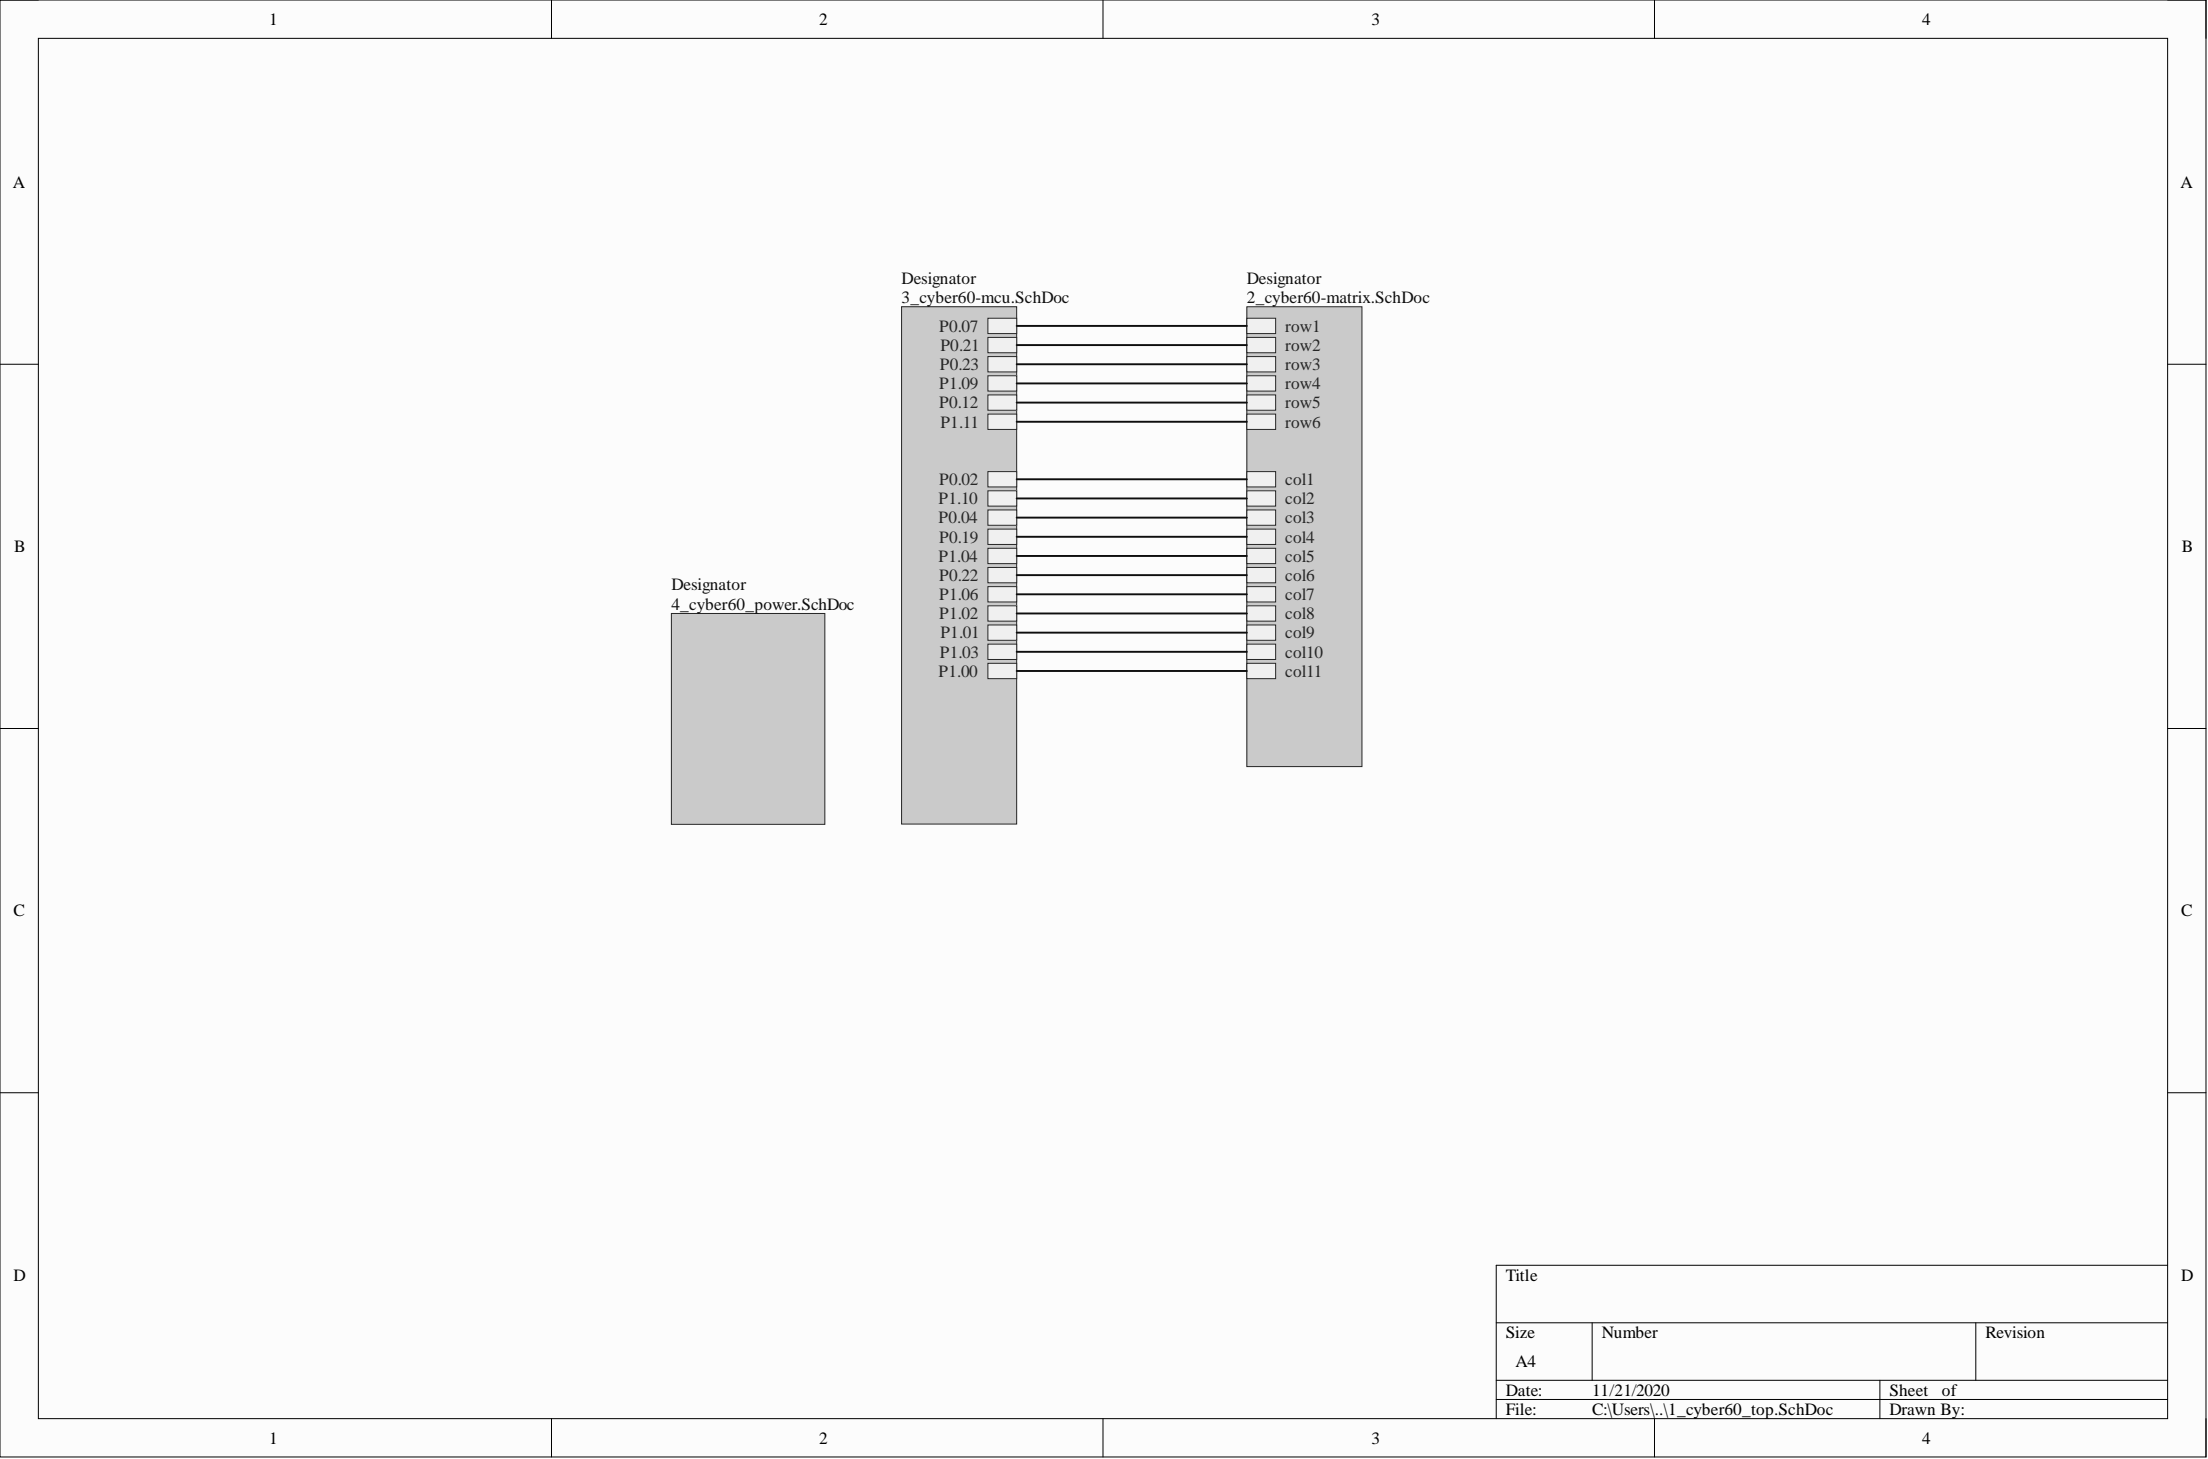 1 2 3 4
A A
Designator Designator
3_cyber60-mcu.SchDoc 2_cyber60-matrix.SchDoc
P0.07 row1
P0.21 row2
P0.23 row3
P1.09 row4
P0.12 row5
P1.11 row6
P0.02 col1
P1.10 col2
P0.04 col3
P0.19 col4
B B
P1.04 col5
P0.22 col6
Designator
P1.06 col7
4_cyber60_power.SchDoc
P1.02 col8
P1.01 col9
P1.03 col10
P1.00 col11
C C
D D
Title
Size Number Revision
A4
Date: 11/21/2020 Sheet of
File: C:\Users\..\1_cyber60_top.SchDoc Drawn By:
1 2 3 4